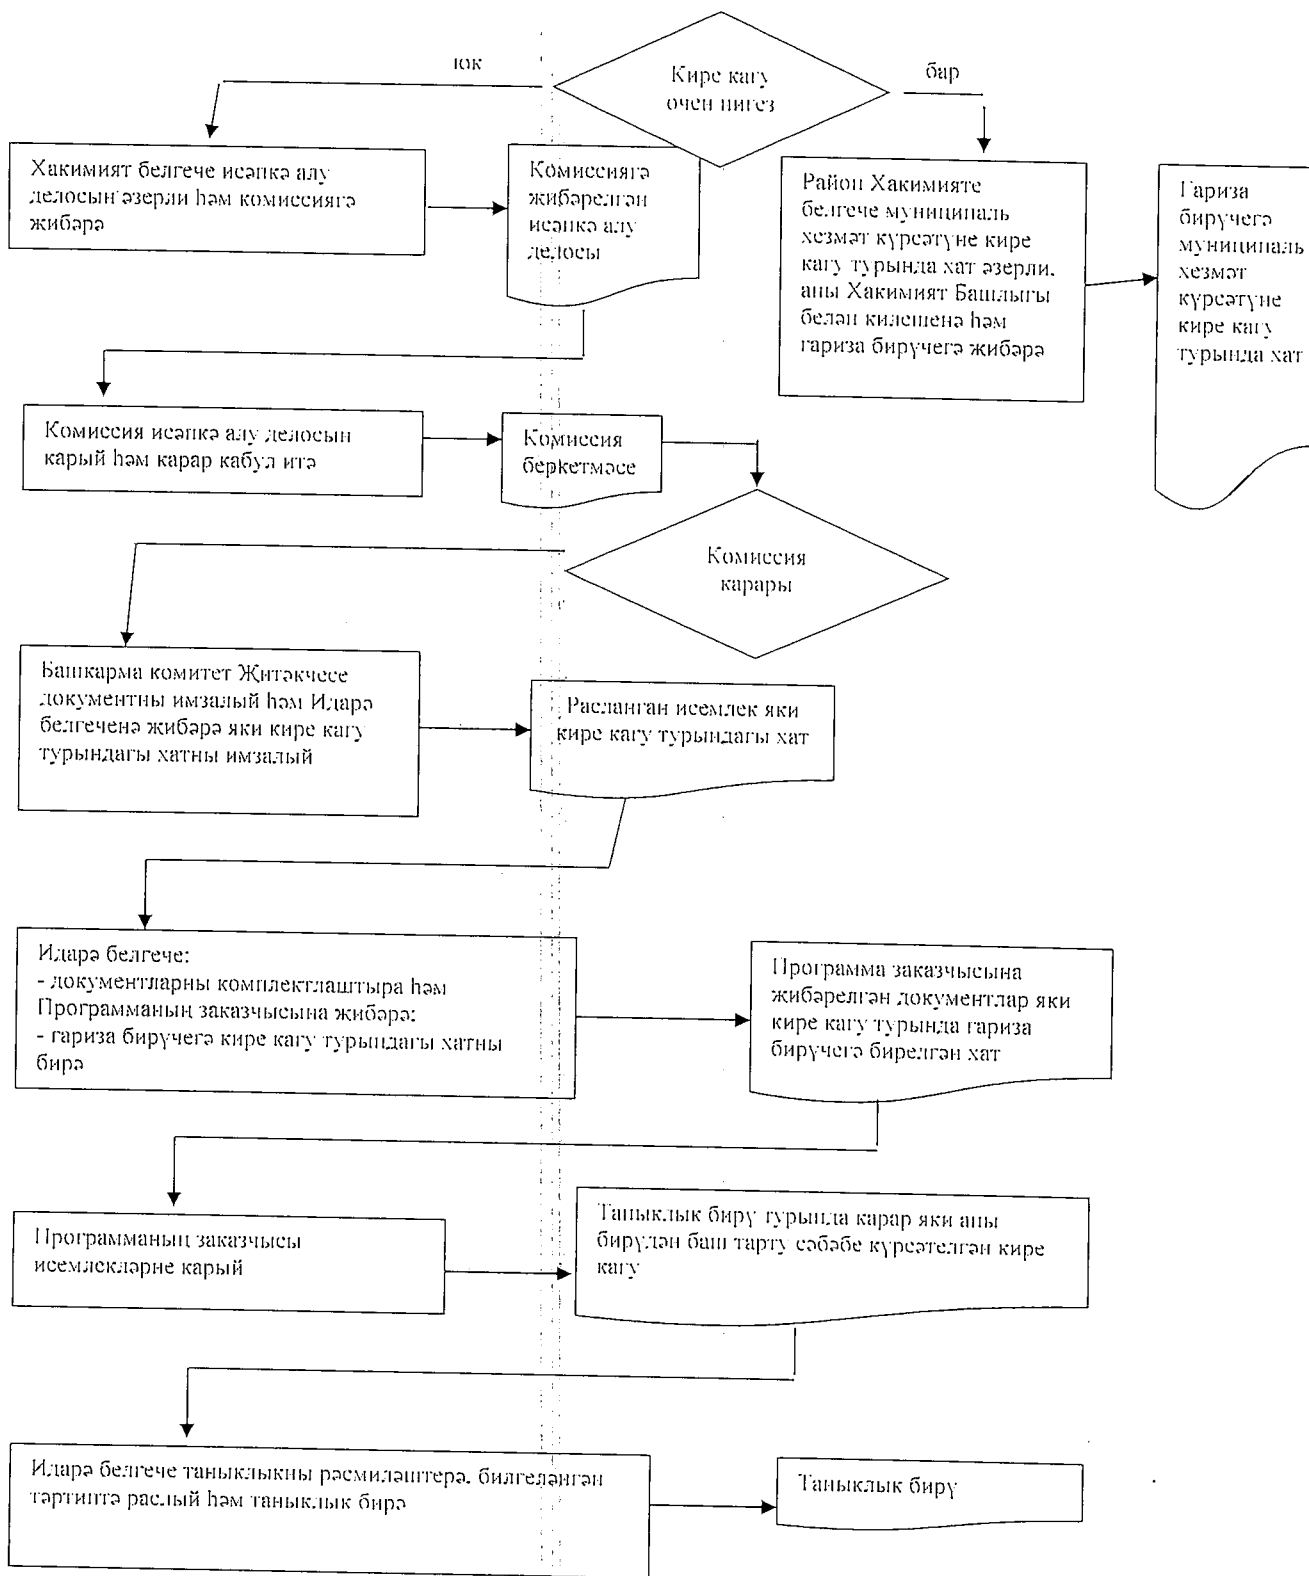 юк
Кире кагу
өчен нигез
бар
Хакимият белгече исәпкә алу
делосын әзерли һәм комиссиягә
җибәрә
Комиссиягә
җибәрелгән
исәпкә алу
делосы
Район Хакимияте
белгече муниципаль
хезмәт күрсәтүне кире
кагу турында хат әзерли,
аны Хакимият Башлыгы
белән килешенә һәм
гариза бирүчегә җибәрә
Гариза
бирүчегә
муниципаль
хезмәт
күрсәтүне
кире кагу
турында хат
Комиссия исәпкә алу делосын
карый һәм карар кабул итә
Комиссия
беркетмәсе
Комиссия
карары
Башкарма комитет Җитәкчесе
документны имзалый һәм Идарә
белгеченә җибәрә яки кире кагу
турындагы хатны имзалый
Расланган исемлек яки
кире кагу турындагы хат
Идарә белгече:
- документларны комплектлаштыра һәм
Программаның заказчысына җибәрә;
- гариза бирүчегә кире кагу турындагы хатны
бирә
Программа заказчысына
җибәрелгән документлар яки
кире кагу турында гариза
бирүчегә бирелгән хат
Программаның заказчысы
исемлекләрне карый
Таныклык бирү турында карар яки аны
бирүдән баш тарту сәбәбе күрсәтелгән кире
кагу
Идарә белгече таныклыкны рәсмиләштерә, билгеләнгән
тәртиптә раслый һәм таныклык бирә
Таныклык бирү